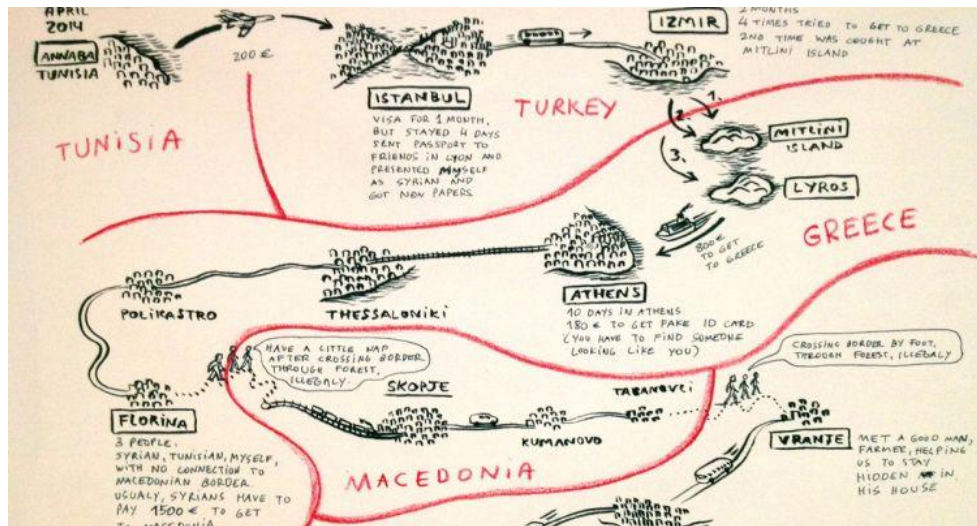 APRIL
2014
ANNABA
TUNISIA
200 €
ISTANBUL
VISA FOR 1 MONTH,
BUT STAYED 4 DAYS
SENT PASSPORT TO
FRIENDS IN LYON AND
PRESENTED MYSELF
AS SYRIAN AND
GOT NEW PAPERS
IZMIR
2 MONTHS
4 TIMES TRIED TO GET TO GREECE
2ND TIME WAS COUGHT AT
MITLINI ISLAND
TUNISIA
TURKEY
1.
2.
3.
MITLINI
ISLAND
LYROS
GREECE
800 €
TO GET
TO GREECE
ATHENS
10 DAYS IN ATHENS
180 € TO GET FAKE ID CARD
(YOU HAVE TO FIND SOMEONE
LOOKING LIKE YOU)
THESSALONIKI
POLIKASTRO
FLORINA
3 PEOPLE.
SYRIAN, TUNISIAN, MYSELF,
WITH NO CONNECTION TO
MACEDONIAN BORDER.
USUALY, SYRIANS HAVE TO
PAY 1500 € TO GET
TO MACEDONIA
HAVE A LITTLE NAP
AFTER CROSSING BORDER
THROUGH FOREST,
ILLEGALY.
SKOPJE
KUMANOVO
TABANOVCI
MACEDONIA
CROSSING BORDER BY FOOT,
THROUGH FOREST, ILLEGALY
VRANJE
MET A GOOD MAN,
FARMER, HELPING
US TO STAY
HIDDEN IN
HIS HOUSE